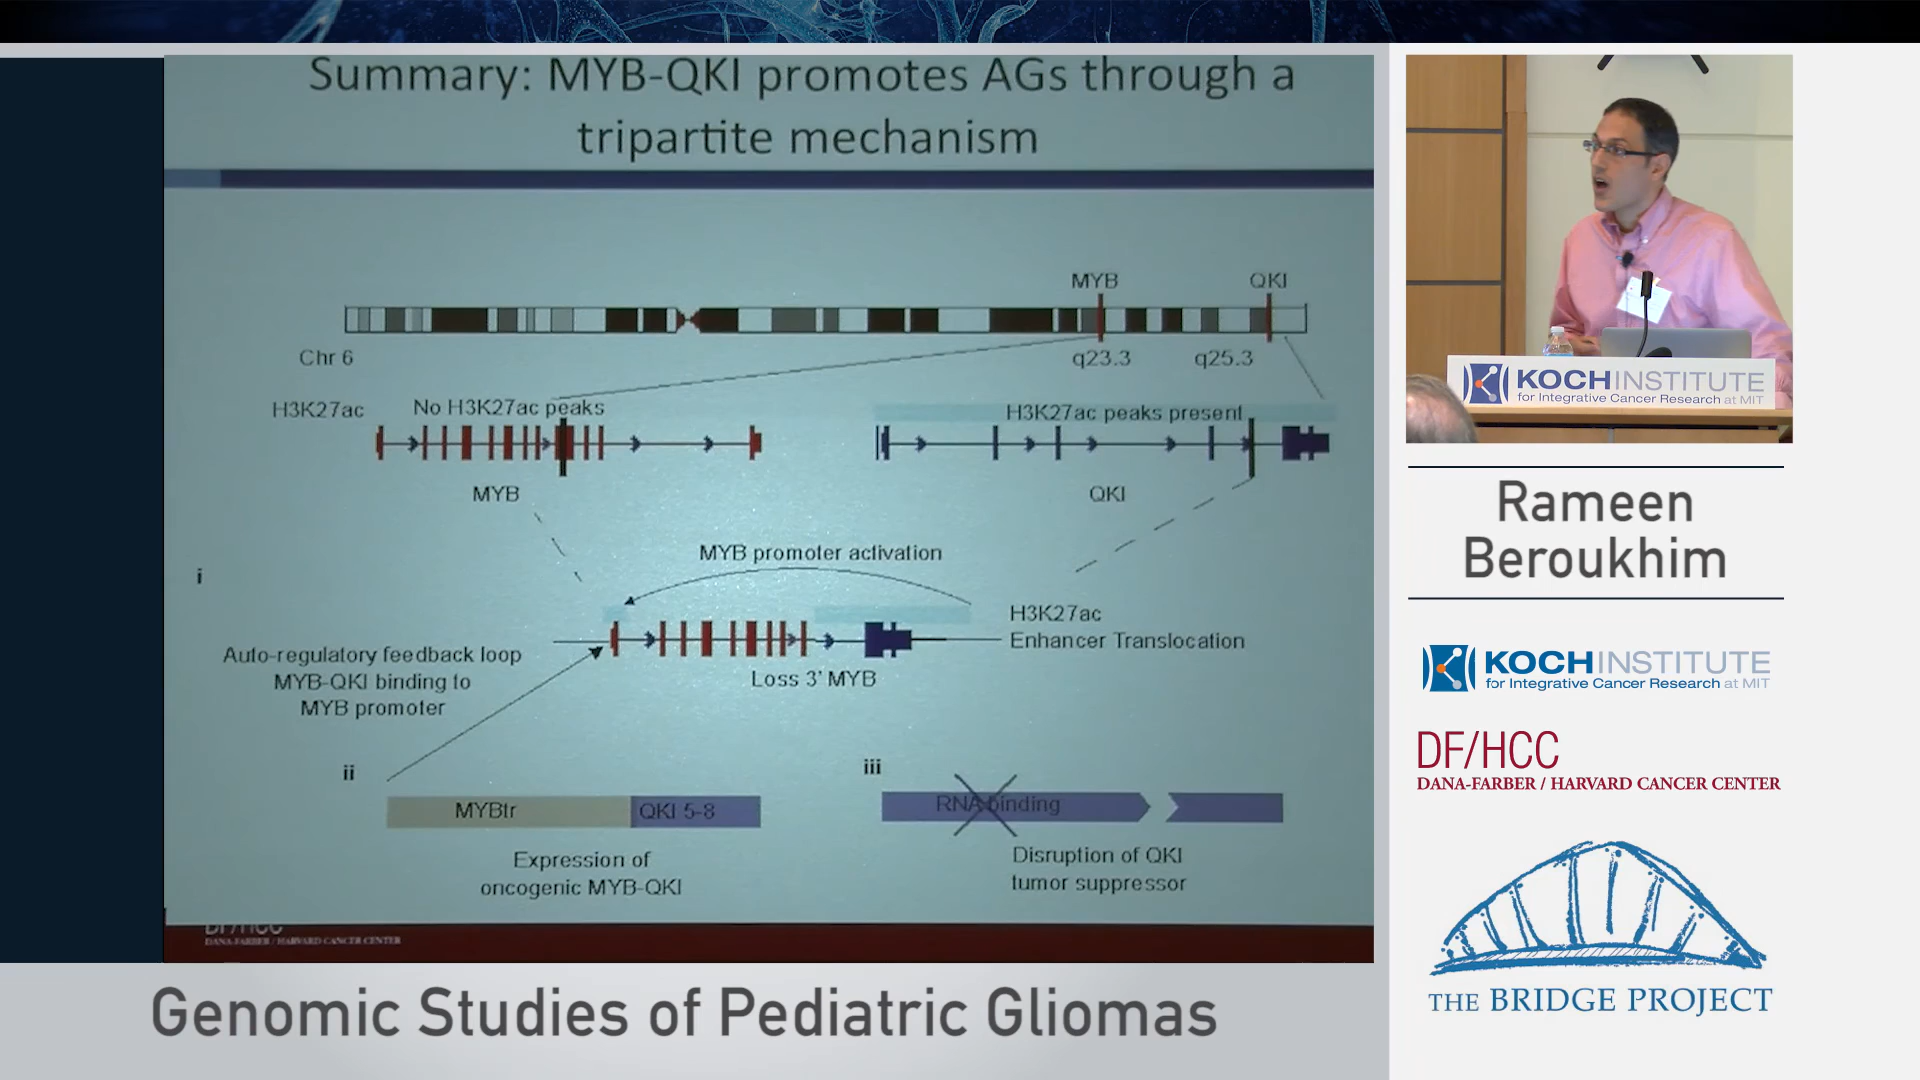 Summary: MYB-QKI promotes AGs through a
tripartite mechanism
MYB
QKI
Chr 6
q23.3
q25.3
H3K27ac
No H3K27ac peaks
H3K27ac peaks present
MYB
QKI
MYB promoter activation
i
H3K27ac
Enhancer Translocation
Auto-regulatory feedback loop
MYB-QKI binding to
MYB promoter
Loss 3' MYB
ii
iii
MYBtr
QKI 5-8
RNA binding
Expression of
oncogenic MYB-QKI
Disruption of QKI
tumor suppressor
DF/HCC
DANA-FARBER / HARVARD CANCER CENTER
Genomic Studies of Pediatric Gliomas
KOCH INSTITUTE
for Integrative Cancer Research at MIT
Rameen
Beroukhim
KOCH INSTITUTE
for Integrative Cancer Research at MIT
DF/HCC
DANA-FARBER / HARVARD CANCER CENTER
THE BRIDGE PROJECT